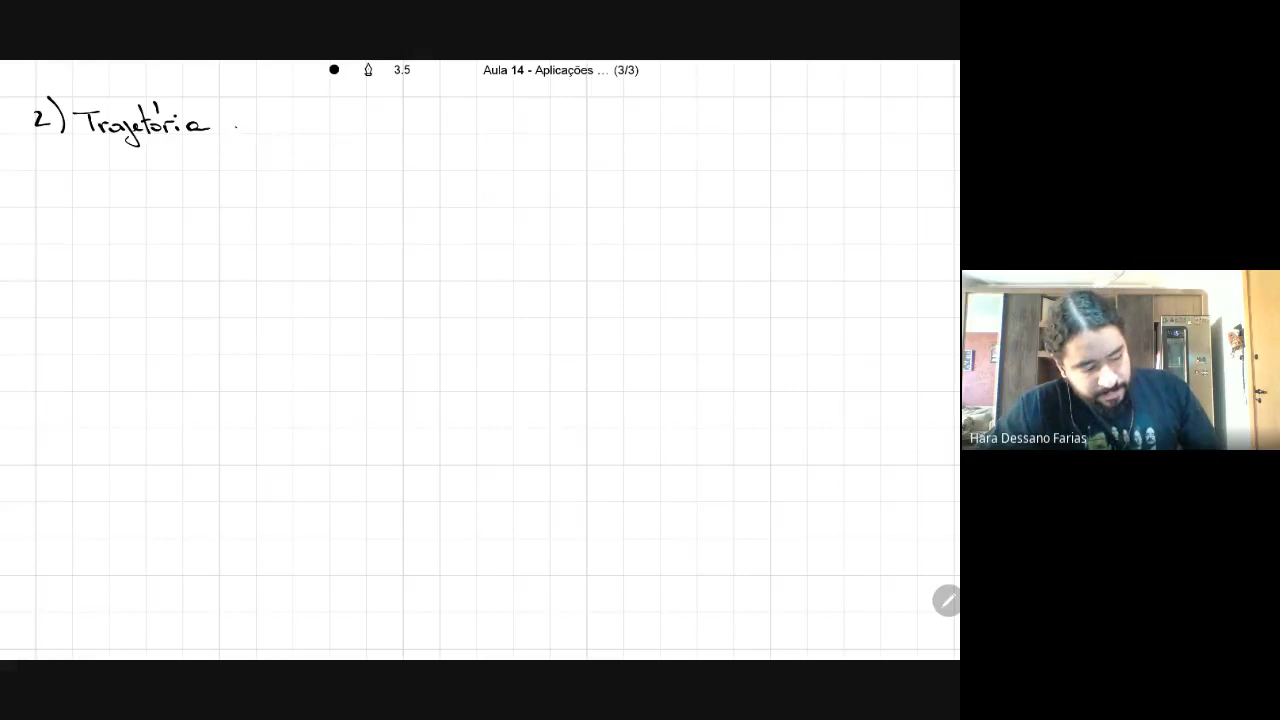 3.5 Aula 14 - Aplicações ... (3/3)
2) Trajetória
Hara Dessano Farias